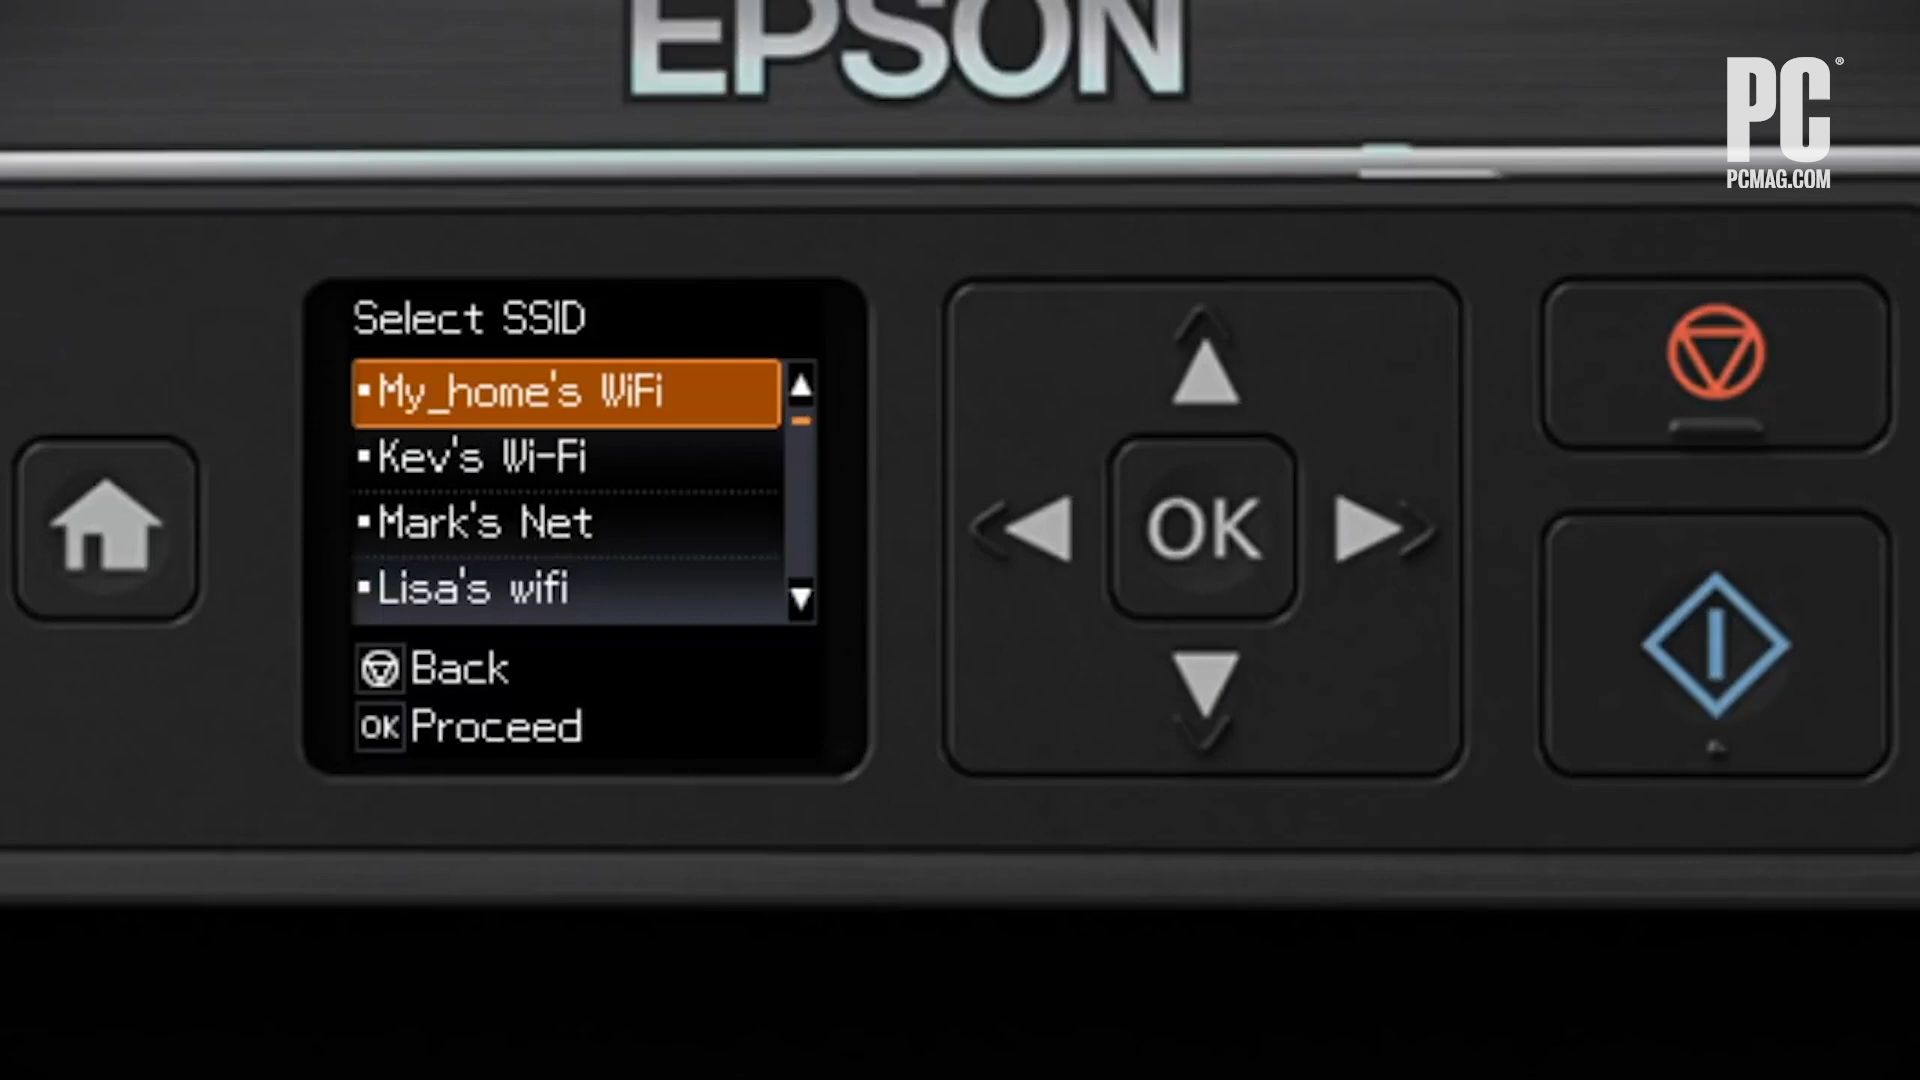 EPSON
PC®
PCMAG.COM
Select SSID
▪My_home's WiFi
▪Kev's Wi-Fi
▪Mark's Net
▪Lisa's wifi
Back
OK Proceed
OK